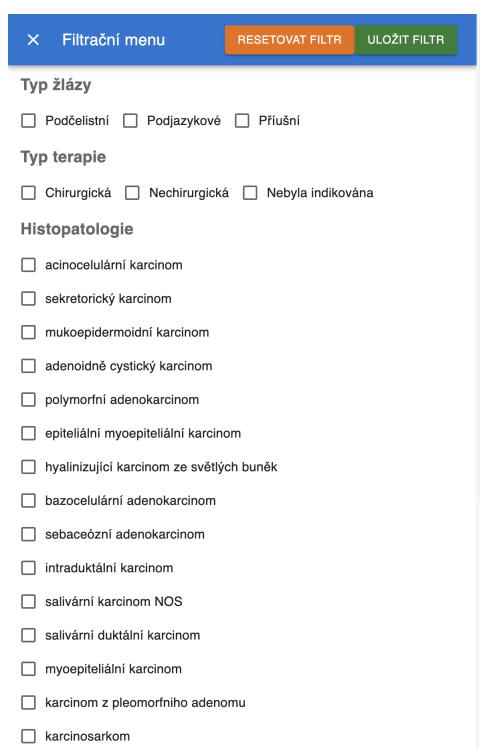 × Filtrační menu RESETOVAT FILTR ULOŽIT FILTR
Typ žlázy
Podčelistní Podjazykové Příušní
Typ terapie
Chirurgická Nechirurgická Nebyla indikována
Histopatologie
acinocelulární karcinom
sekretorický karcinom
mukoepidermoidní karcinom
adenoidně cystický karcinom
polymorfní adenokarcinom
epiteliální myoepiteliální karcinom
hyalinizující karcinom ze světlých buněk
bazocelulární adenokarcinom
sebaceózní adenokarcinom
intraduktální karcinom
salivární karcinom NOS
salivární duktální karcinom
myoepiteliální karcinom
karcinom z pleomorfniho adenomu
karcinosarkom